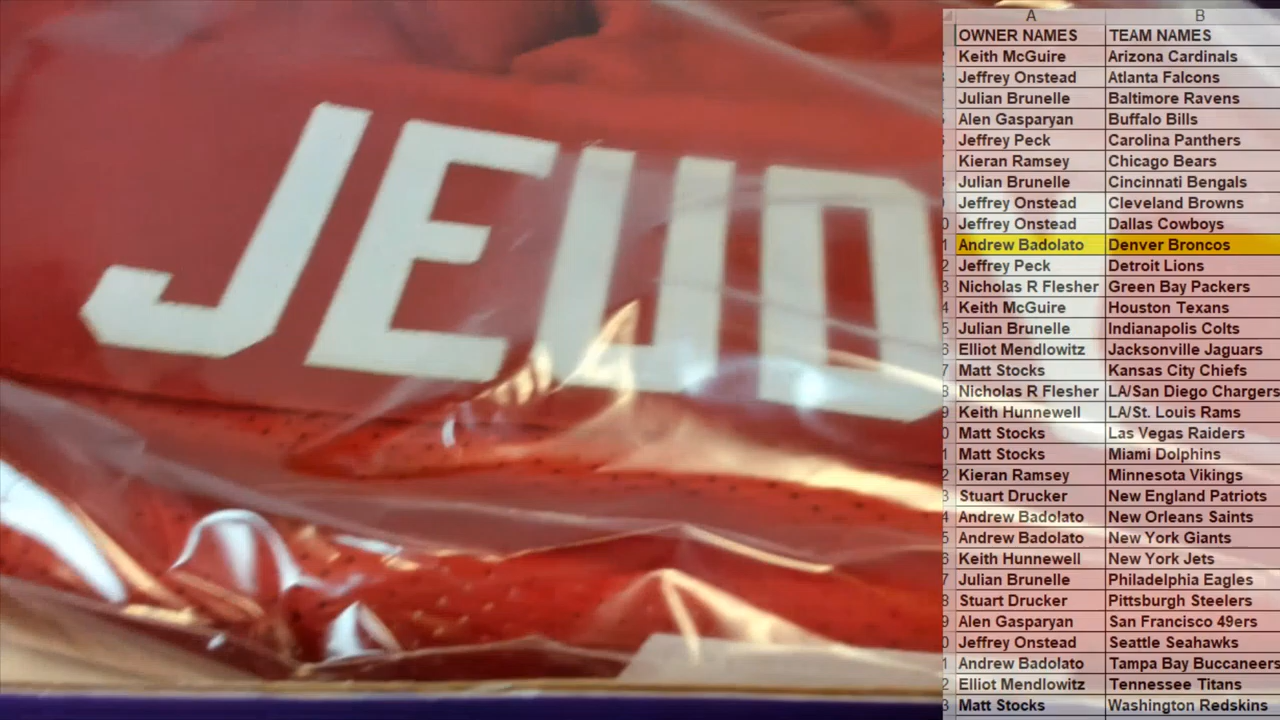 JEUD
A B
OWNER NAMES TEAM NAMES
Keith McGuire Arizona Cardinals
Jeffrey Onstead Atlanta Falcons
Julian Brunelle Baltimore Ravens
Alen Gasparyan Buffalo Bills
Jeffrey Peck Carolina Panthers
Kieran Ramsey Chicago Bears
Julian Brunelle Cincinnati Bengals
Jeffrey Onstead Cleveland Browns
Jeffrey Onstead Dallas Cowboys
Andrew Badolato Denver Broncos
Jeffrey Peck Detroit Lions
Nicholas R Flesher Green Bay Packers
Keith McGuire Houston Texans
Julian Brunelle Indianapolis Colts
Elliot Mendlowitz Jacksonville Jaguars
Matt Stocks Kansas City Chiefs
Nicholas R Flesher LA/San Diego Chargers
Keith Hunnewell LA/St. Louis Rams
Matt Stocks Las Vegas Raiders
Matt Stocks Miami Dolphins
Kieran Ramsey Minnesota Vikings
Stuart Drucker New England Patriots
Andrew Badolato New Orleans Saints
Andrew Badolato New York Giants
Keith Hunnewell New York Jets
Julian Brunelle Philadelphia Eagles
Stuart Drucker Pittsburgh Steelers
Alen Gasparyan San Francisco 49ers
Jeffrey Onstead Seattle Seahawks
Andrew Badolato Tampa Bay Buccaneers
Elliot Mendlowitz Tennessee Titans
Matt Stocks Washington Redskins